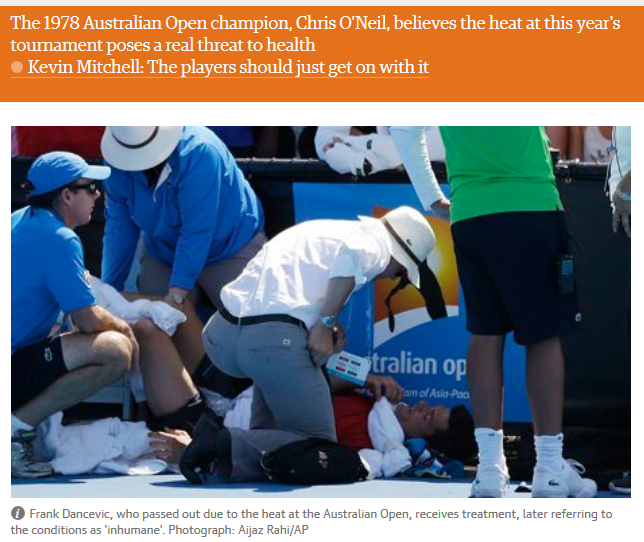 The 1978 Australian Open champion, Chris O'Neil, believes the heat at this year's
tournament poses a real threat to health
Kevin Mitchell: The players should just get on with it
tralian op
am of Asia-Pac
Frank Dancevic, who passed out due to the heat at the Australian Open, receives treatment, later referring to
the conditions as 'inhumane'. Photograph: Aijaz Rahi/AP